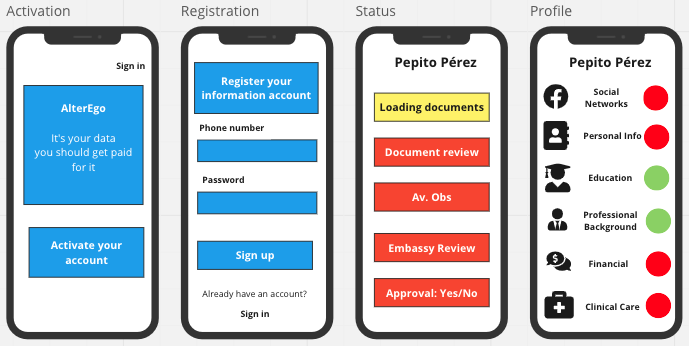 Activation
Sign in
AlterEgo
It's your data
you should get paid
for it
Activate your
account
Registration
Register your
information account
Phone number
Password
Sign up
Already have an account?
Sign in
Status
Pepito Pérez
Loading documents
Document review
Av. Obs
Embassy Review
Approval: Yes/No
Profile
Pepito Pérez
Social
Networks
Personal Info
Education
Professional
Background
Financial
Clinical Care